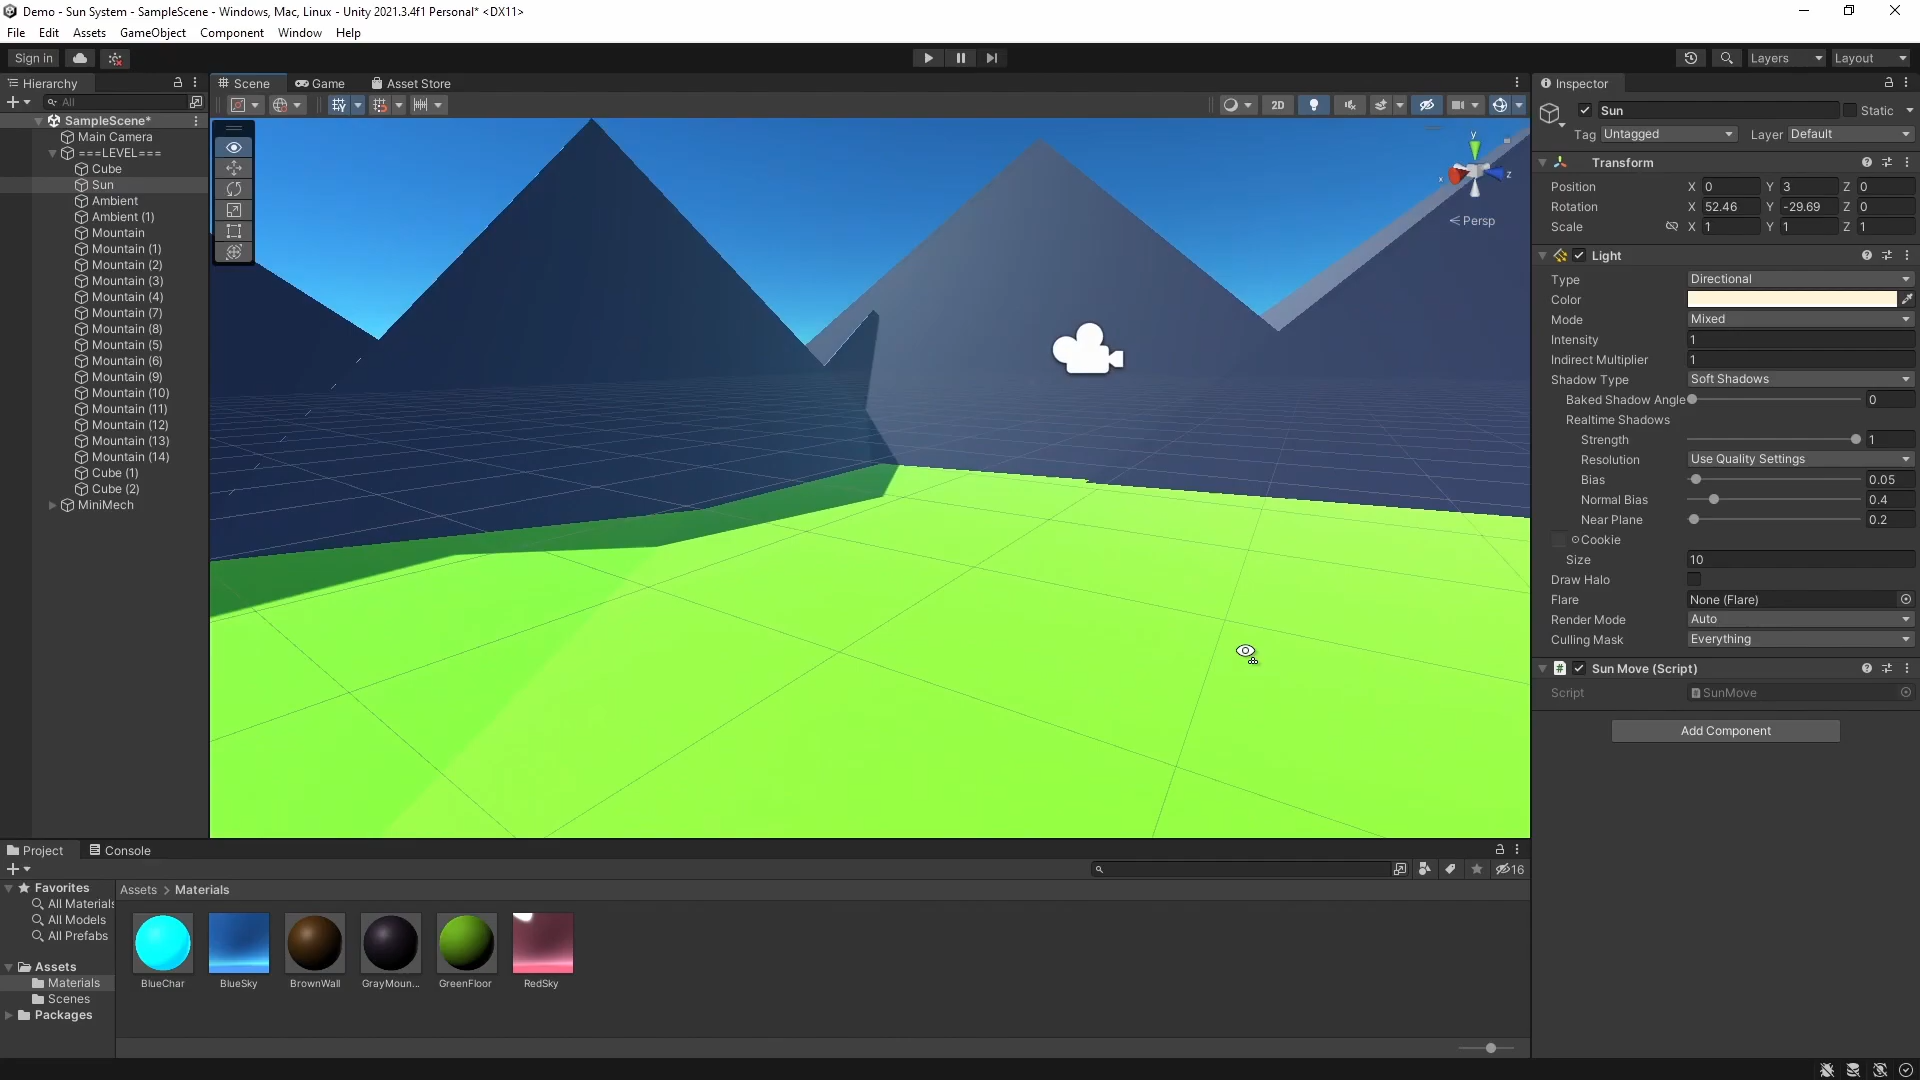 Demo - Sun System - SampleScene - Windows, Mac, Linux - Unity 2021.3.4f1 Personal* <DX11>
File Edit Assets GameObject Component Window Help
Sign in
Layers
Layout
Hierarchy
All
SampleScene*
Main Camera
===LEVEL===
Cube
Sun
Ambient
Ambient (1)
Mountain
Mountain (1)
Mountain (2)
Mountain (3)
Mountain (4)
Mountain (7)
Mountain (8)
Mountain (5)
Mountain (6)
Mountain (9)
Mountain (10)
Mountain (11)
Mountain (12)
Mountain (13)
Mountain (14)
Cube (1)
Cube (2)
MiniMech
Scene Game Asset Store
2D
y
x
z
Persp
Inspector
Sun Static
Tag Untagged Layer Default
Transform
Position X 0 Y 3 Z 0
Rotation X 52.46 Y -29.69 Z 0
Scale X 1 Y 1 Z 1
Light
Type Directional
Color
Mode Mixed
Intensity 1
Indirect Multiplier 1
Shadow Type Soft Shadows
Baked Shadow Angle 0
Realtime Shadows
Strength 1
Resolution Use Quality Settings
Bias 0.05
Normal Bias 0.4
Near Plane 0.2
Cookie
Size 10
Draw Halo
Flare None (Flare)
Render Mode Auto
Culling Mask Everything
# Sun Move (Script)
Script SunMove
Add Component
Project Console
16
Favorites
All Materials
All Models
All Prefabs
Assets
Materials
Scenes
Packages
Assets > Materials
BlueChar BlueSky BrownWall GrayMoun... GreenFloor RedSky